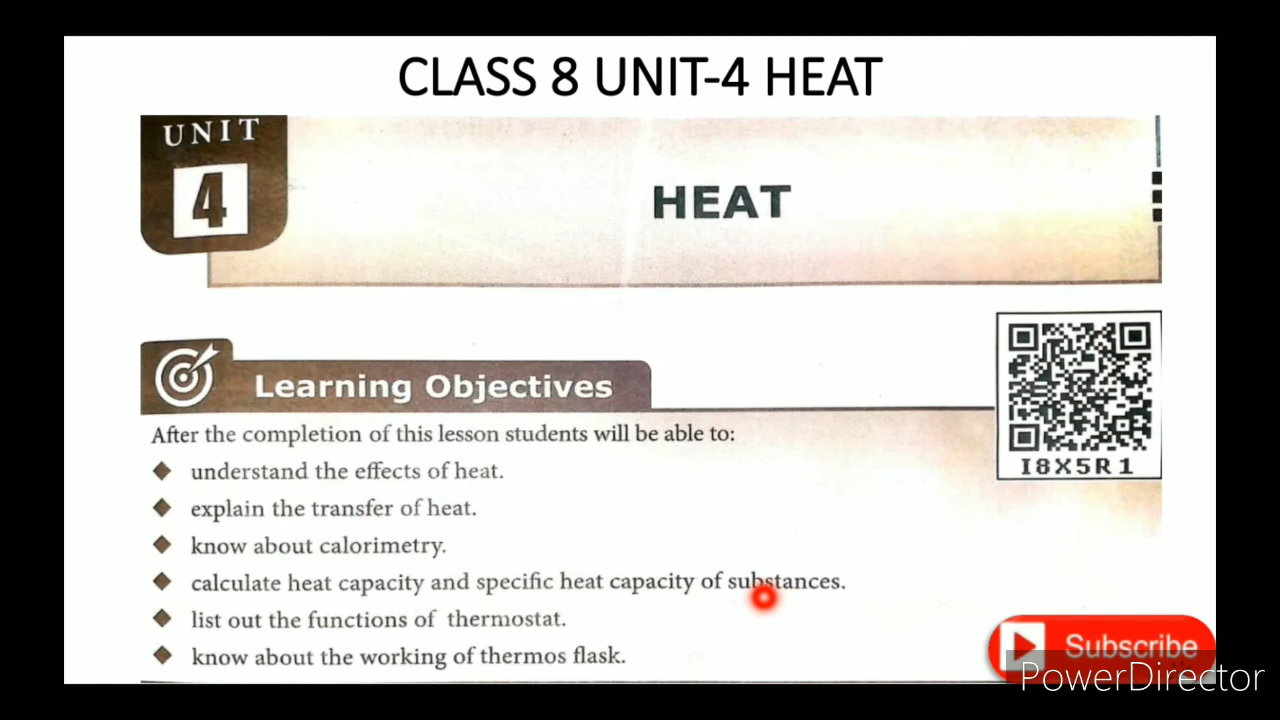 CLASS 8 UNIT-4 HEAT
UNIT
4
HEAT
Learning Objectives
I8X5R1
After the completion of this lesson students will be able to:
understand the effects of heat.
explain the transfer of heat.
know about calorimetry.
calculate heat capacity and specific heat capacity of substances.
list out the functions of thermostat.
know about the working of thermos flask.
Subscribe
PowerDirector